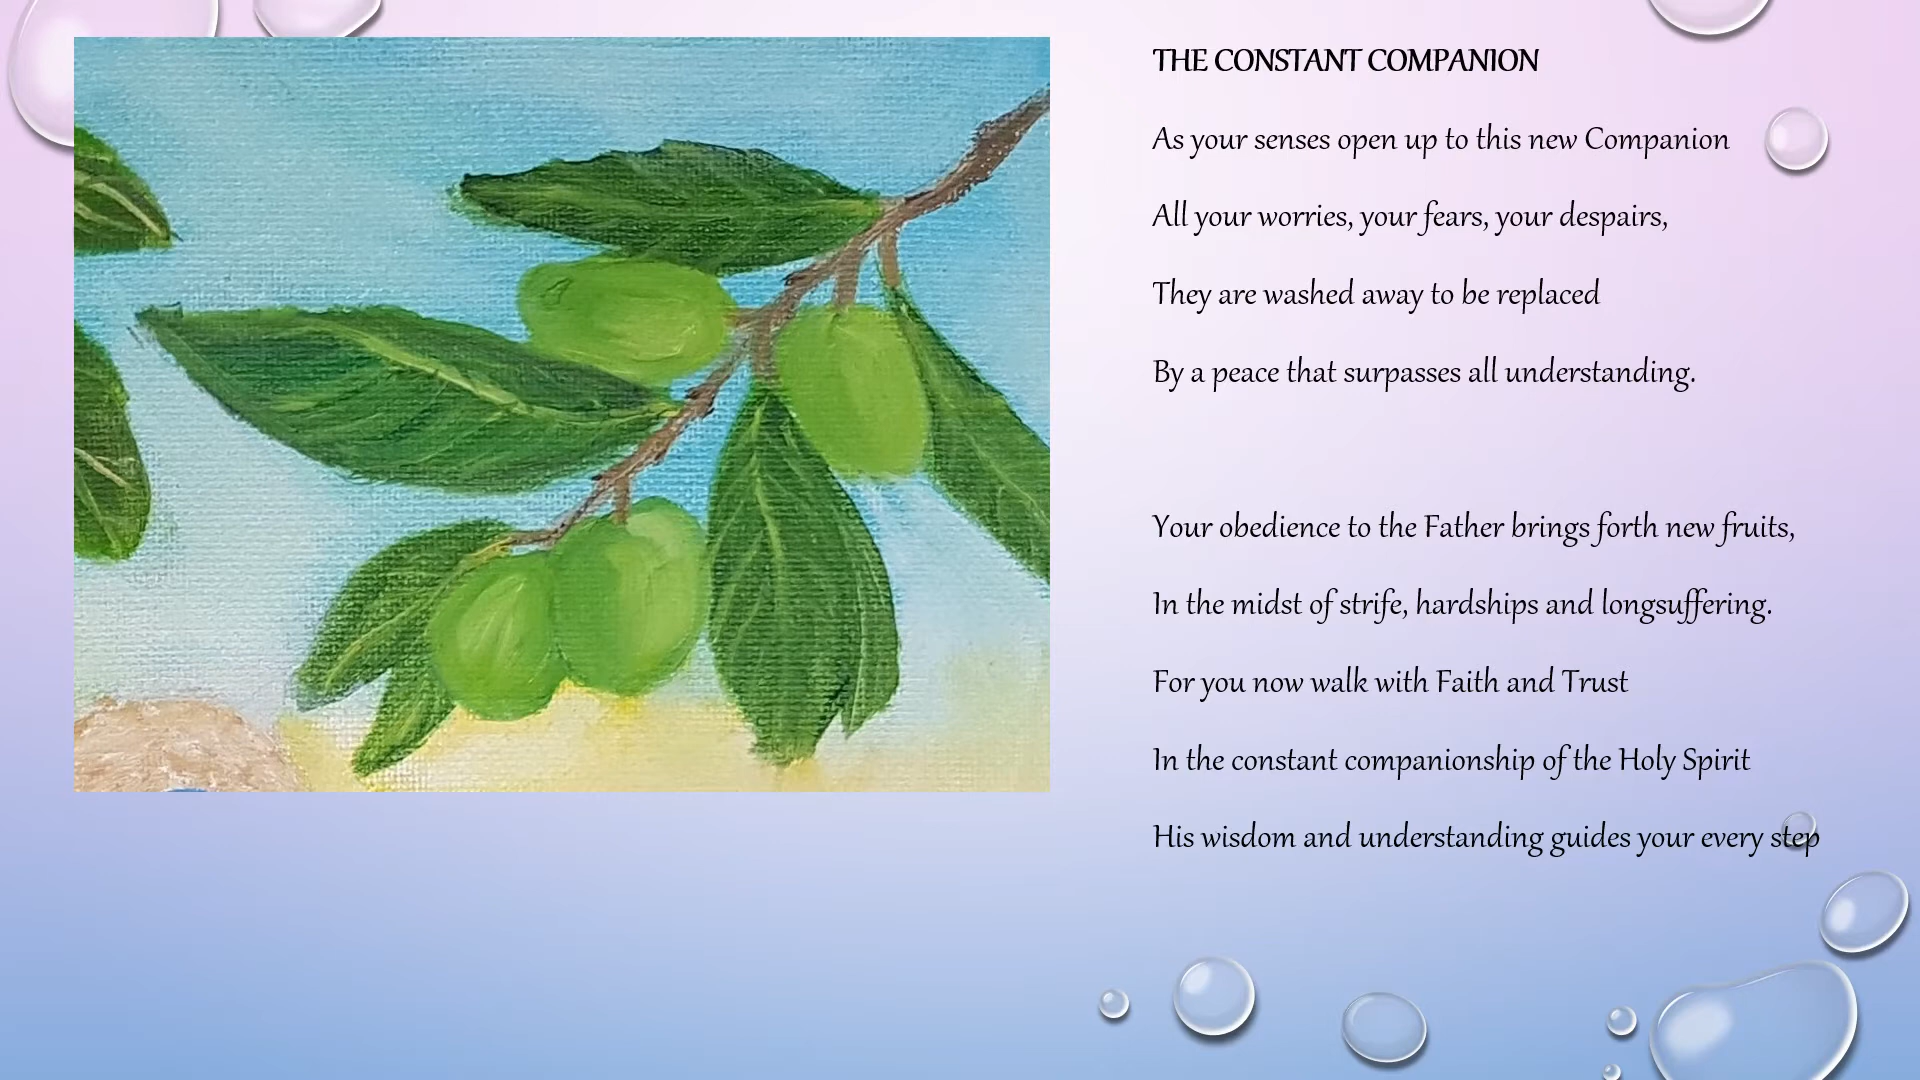 THE CONSTANT COMPANION
As your senses open up to this new Companion
All your worries, your fears, your despairs,
They are washed away to be replaced
By a peace that surpasses all understanding.
Your obedience to the Father brings forth new fruits,
In the midst of strife, hardships and longsuffering.
For you now walk with Faith and Trust
In the constant companionship of the Holy Spirit
His wisdom and understanding guides your every step